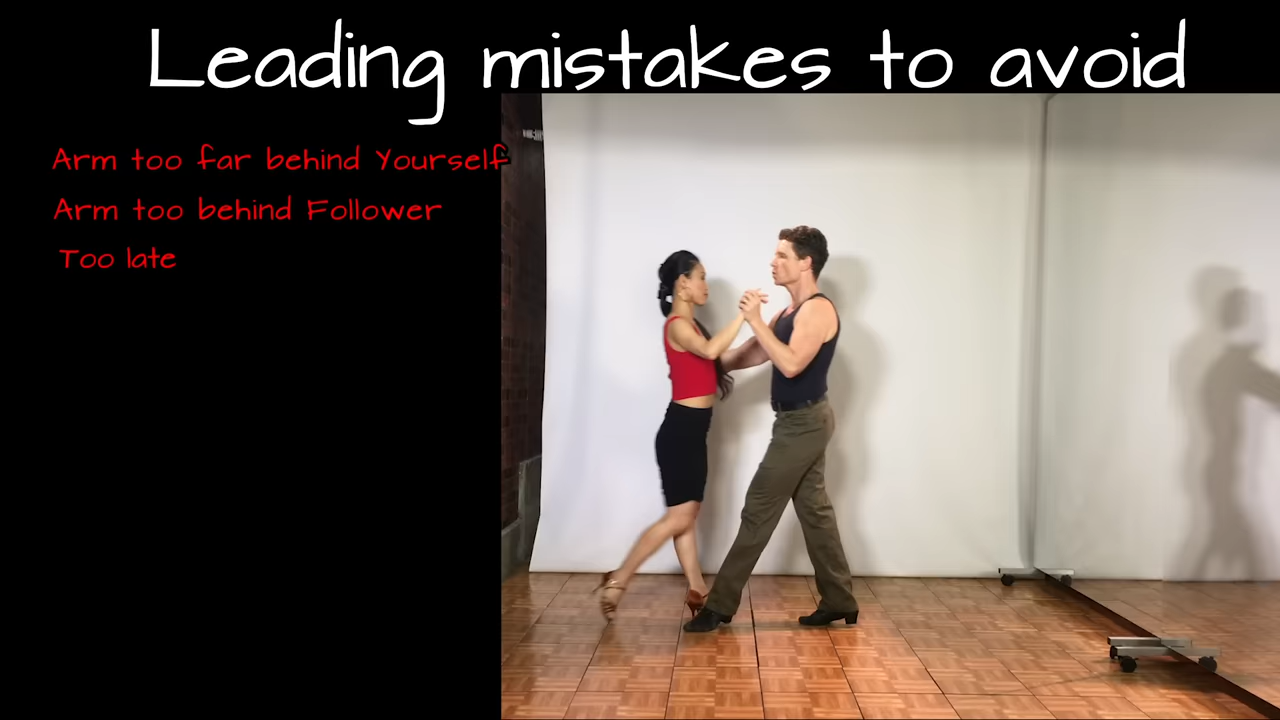 Leading mistakes to avoid
Arm too far behind Yourself
Arm too behind Follower
Too late